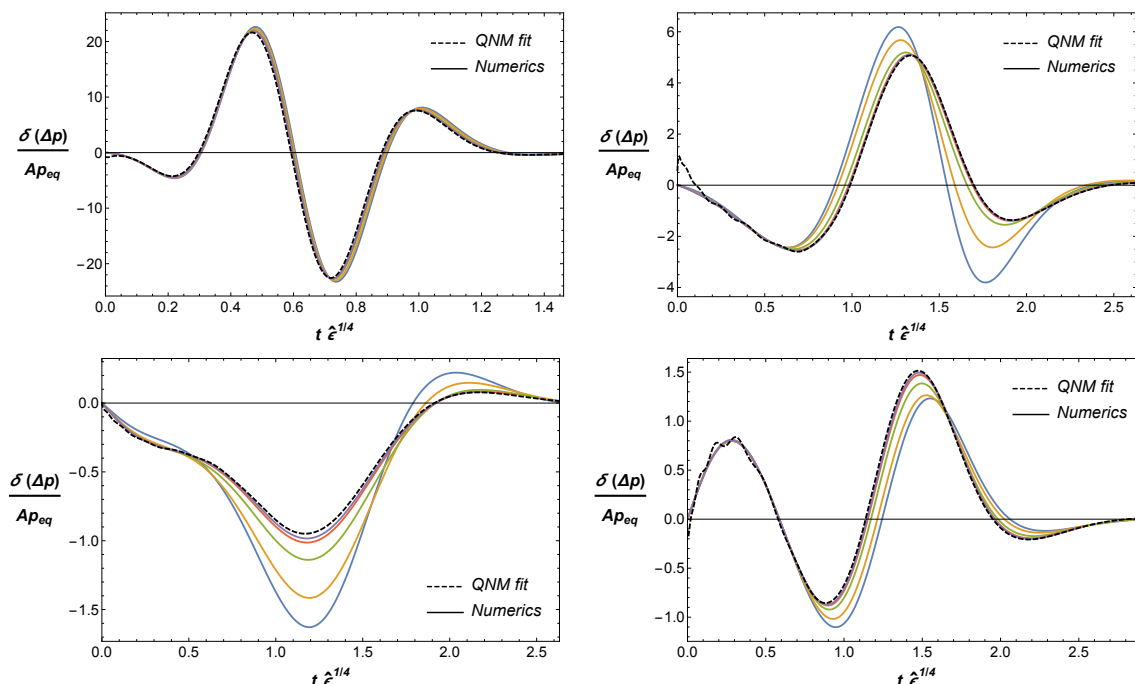 20
10
0
−10
−20
δ (Δp)
Ap_eq
QNM fit
Numerics
0.0 0.2 0.4 0.6 0.8 1.0 1.2 1.4
t ε̂^1/4
6
4
2
0
−2
−4
δ (Δp)
Ap_eq
QNM fit
Numerics
0.0 0.5 1.0 1.5 2.0 2.5
t ε̂^1/4
0.0
−0.5
−1.0
−1.5
δ (Δp)
Ap_eq
QNM fit
Numerics
0.0 0.5 1.0 1.5 2.0 2.5
t ε̂^1/4
1.5
1.0
0.5
0.0
−0.5
−1.0
δ (Δp)
Ap_eq
QNM fit
Numerics
0.0 0.5 1.0 1.5 2.0 2.5
t ε̂^1/4